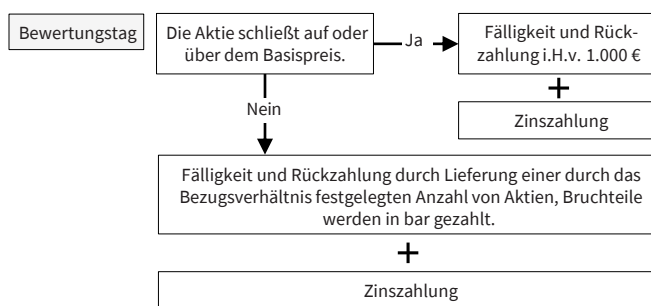 Bewertungstag
Die Aktie schließt auf oder
über dem Basispreis.
Ja
Fälligkeit und Rück-
zahlung i.H.v. 1.000 €
+
Zinszahlung
Nein
Fälligkeit und Rückzahlung durch Lieferung einer durch das
Bezugsverhältnis festgelegten Anzahl von Aktien, Bruchteile
werden in bar gezahlt.
+
Zinszahlung